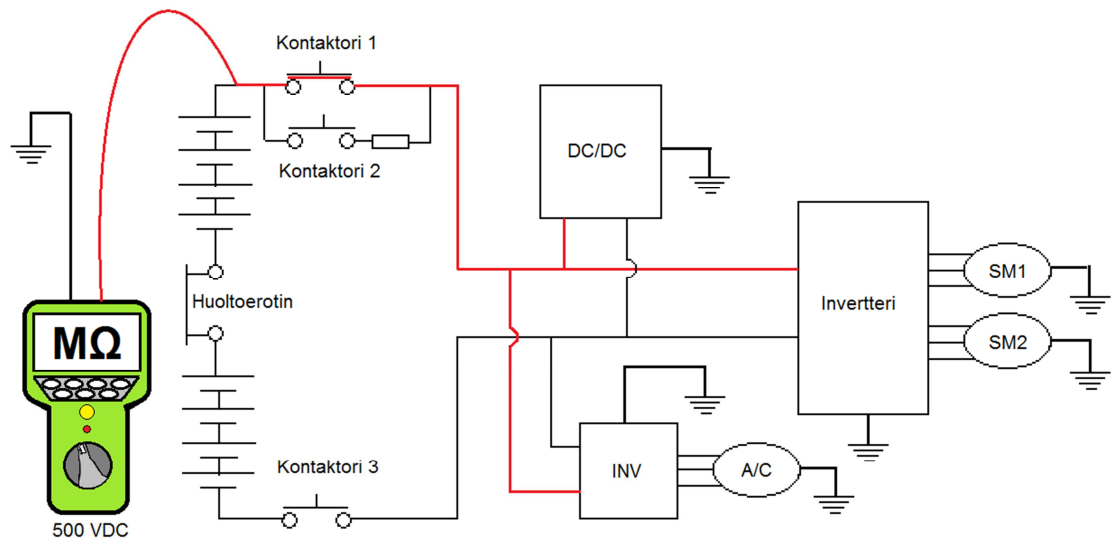 Kontaktori 1
Kontaktori 2
DC/DC
Huoltoerotin
Invertteri
SM1
SM2
MΩ
Kontaktori 3
INV
A/C
500 VDC